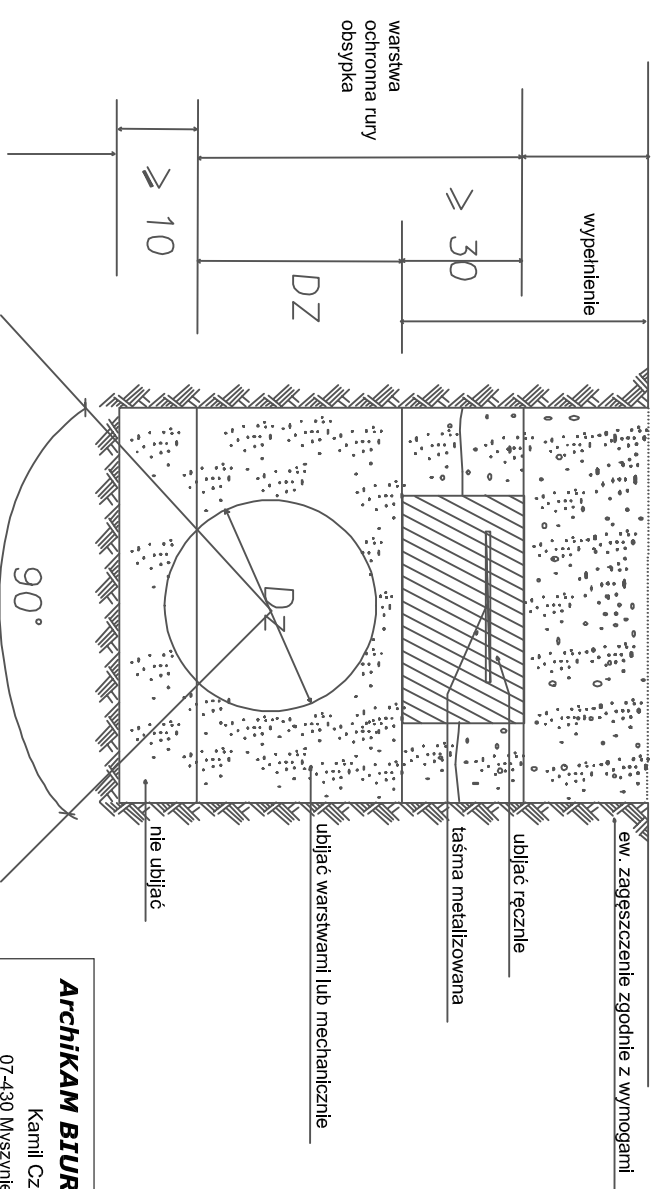 warstwa
ochronna rury
obsypka
wypełnienie
≥ 30
DZ
≥ 10
DZ
90°
ew. zagęszczenie zgodnie z wymogami
ubIjać ręcznIe
taśma metalizowana
ubijać warstwami lub mechanicznie
nie ubijać
ArchiKAM BIUR
Kamil Cz
07-430 Myszynie